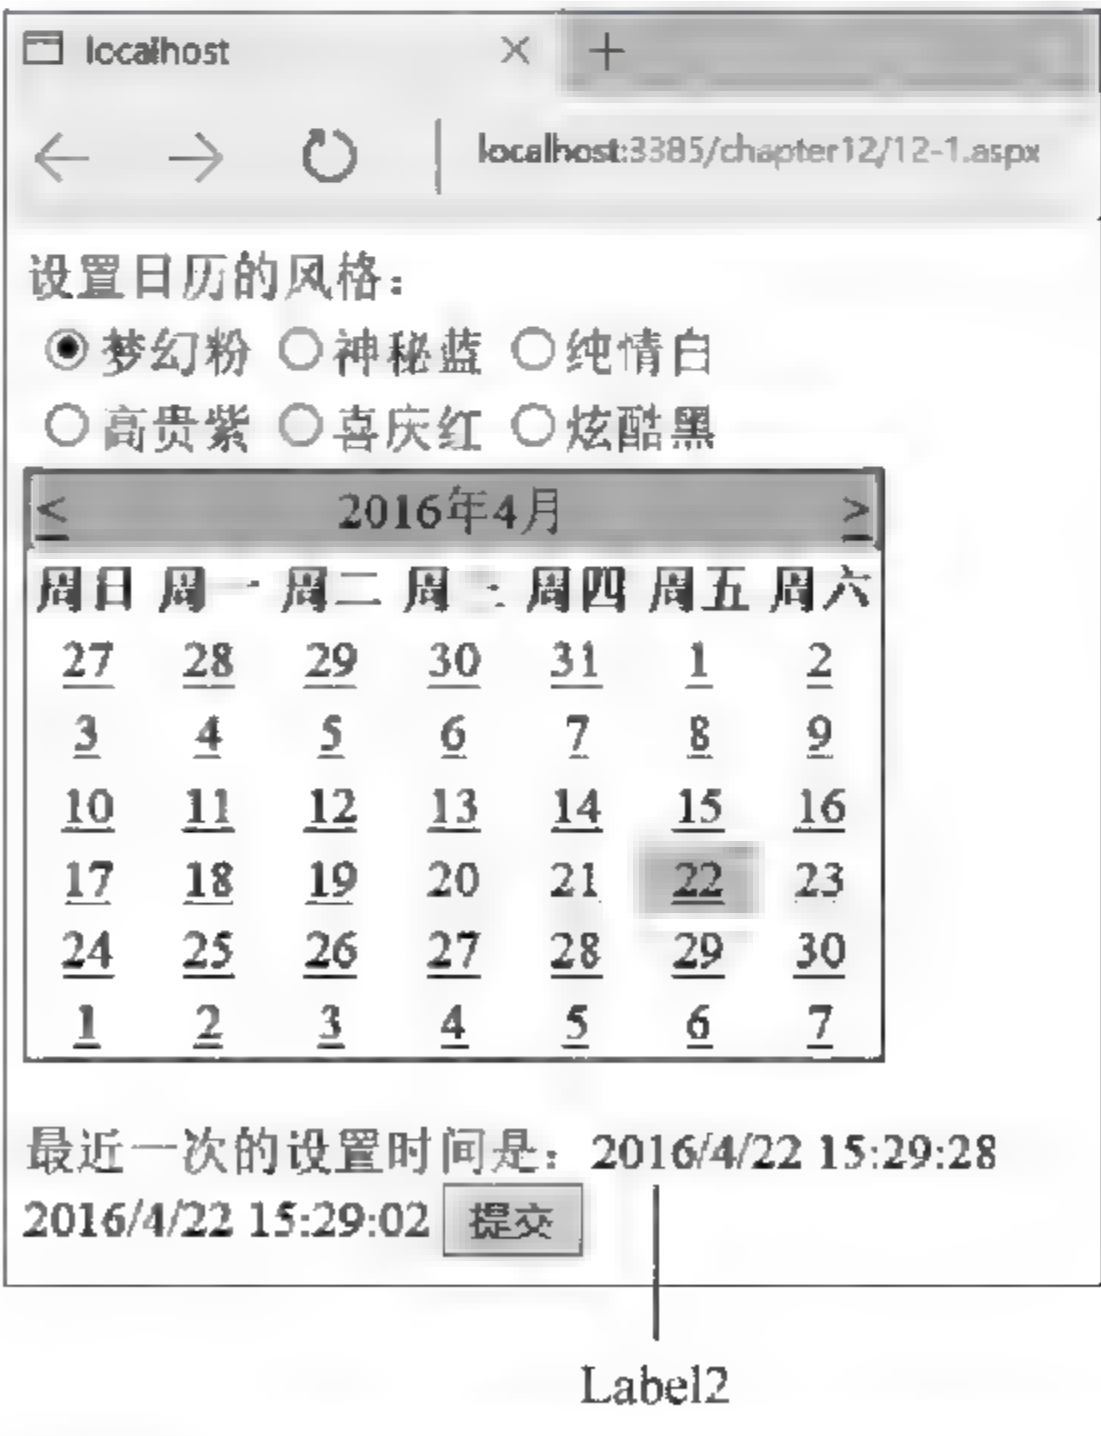 localhost
localhost:3385/chapter12/12-1.aspx
设置日历的风格：
梦幻粉 神秘蓝 纯情白
高贵紫 喜庆红 炫酷黑
< 2016年4月 >
周日 周一 周二 周三 周四 周五 周六
27 28 29 30 31 1 2
3 4 5 6 7 8 9
10 11 12 13 14 15 16
17 18 19 20 21 22 23
24 25 26 27 28 29 30
1 2 3 4 5 6 7
最近一次的设置时间是：2016/4/22 15:29:28
2016/4/22 15:29:02 提交
Label2